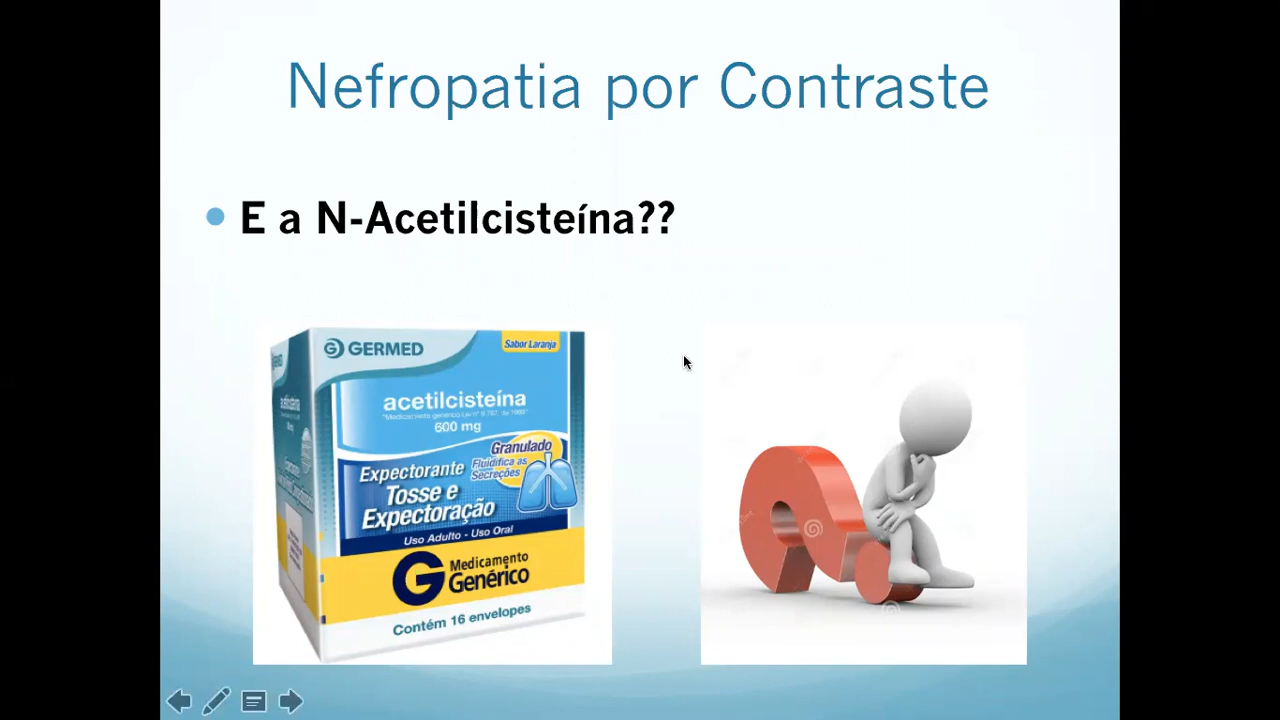 Nefropatia por Contraste
E a N-Acetilcisteína??
GERMED
Sabor Laranja
acetilcisteína
"Medicamento genérico Lei nº 9.787, de 1999"
600 mg
Granulado
Fluidifica as
Secreções
Expectorante
Tosse e
Expectoração
Uso Adulto - Uso Oral
G Medicamento
Genérico
Contém 16 envelopes